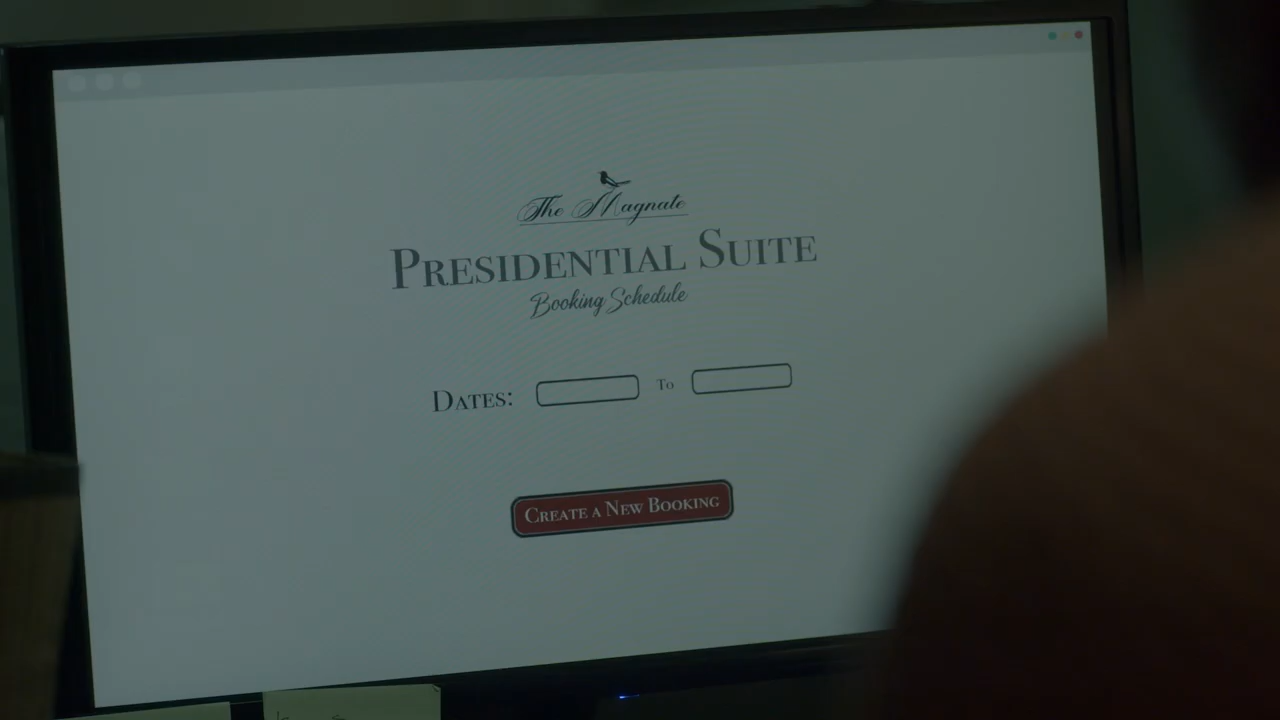 The Magnate
Presidential Suite
Booking Schedule
Dates: To
Create a New Booking